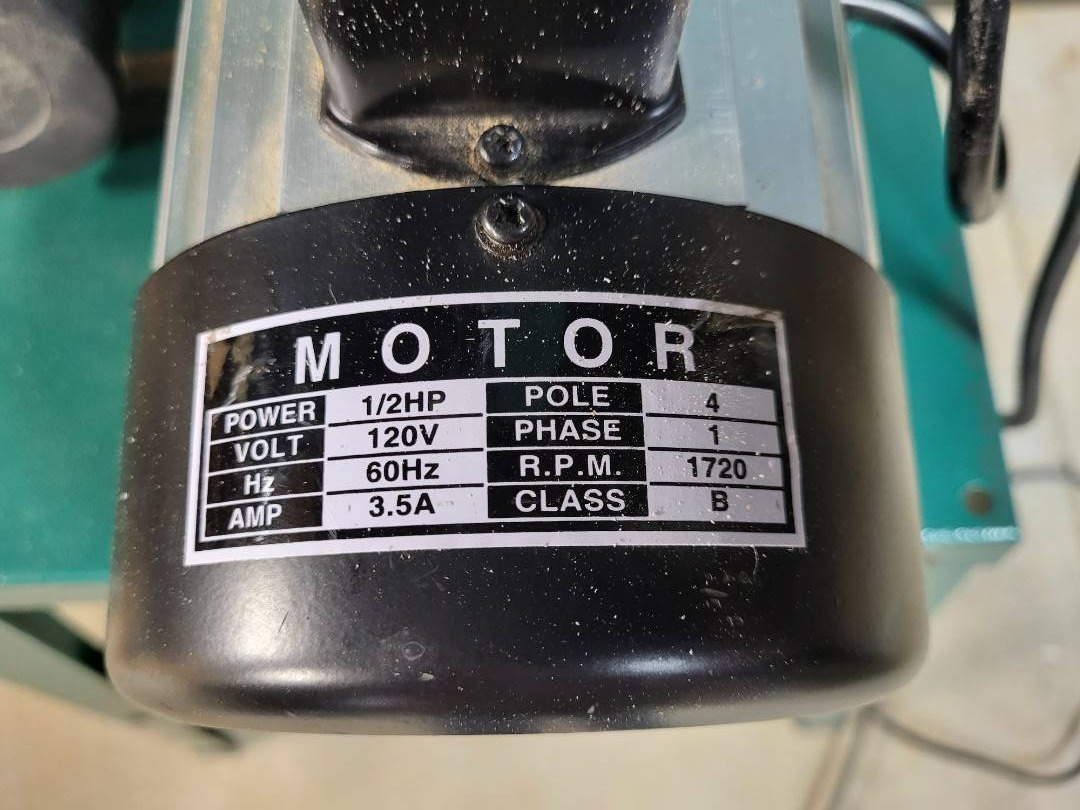 MOTOR
POWER 1/2HP POLE 4
VOLT 120V PHASE 1
Hz 60Hz R.P.M. 1720
AMP 3.5A CLASS B